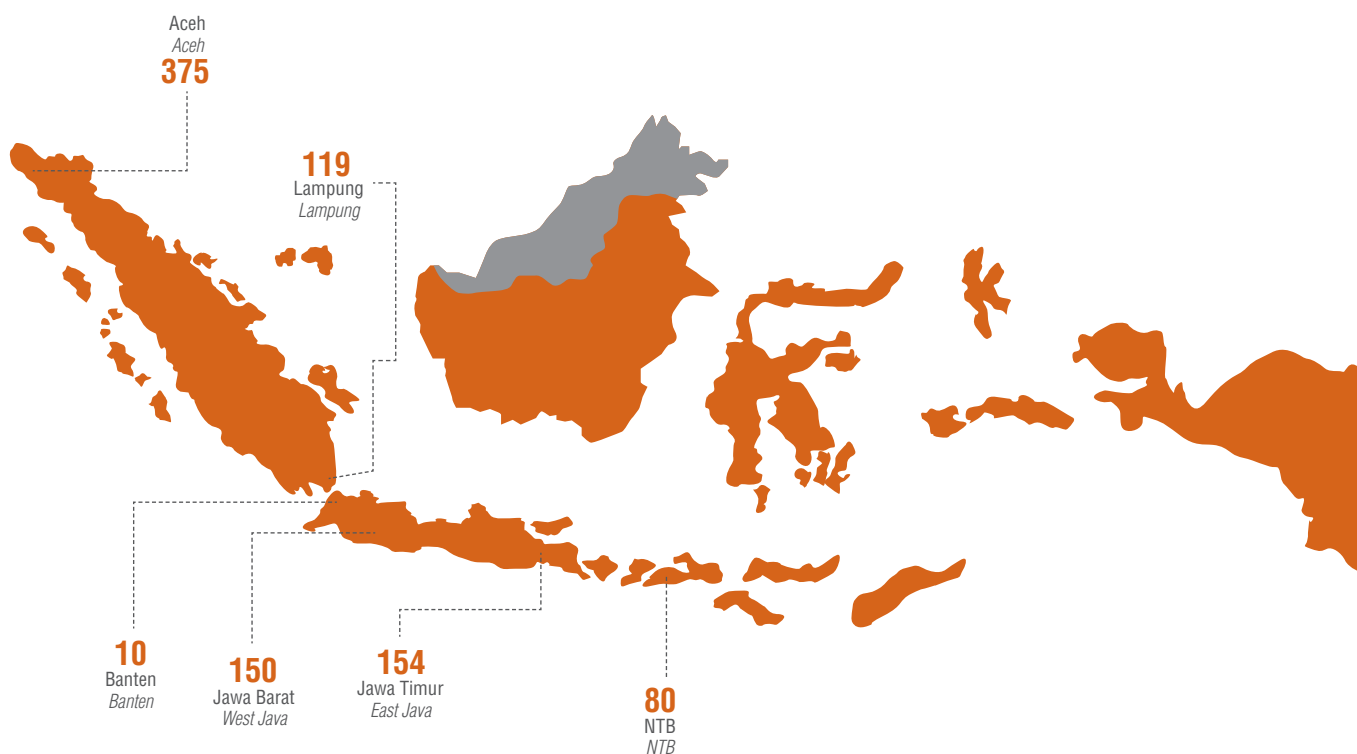 Aceh
Aceh
375
119
Lampung
Lampung
10
Banten
Banten
150
Jawa Barat
West Java
154
Jawa Timur
East Java
80
NTB
NTB